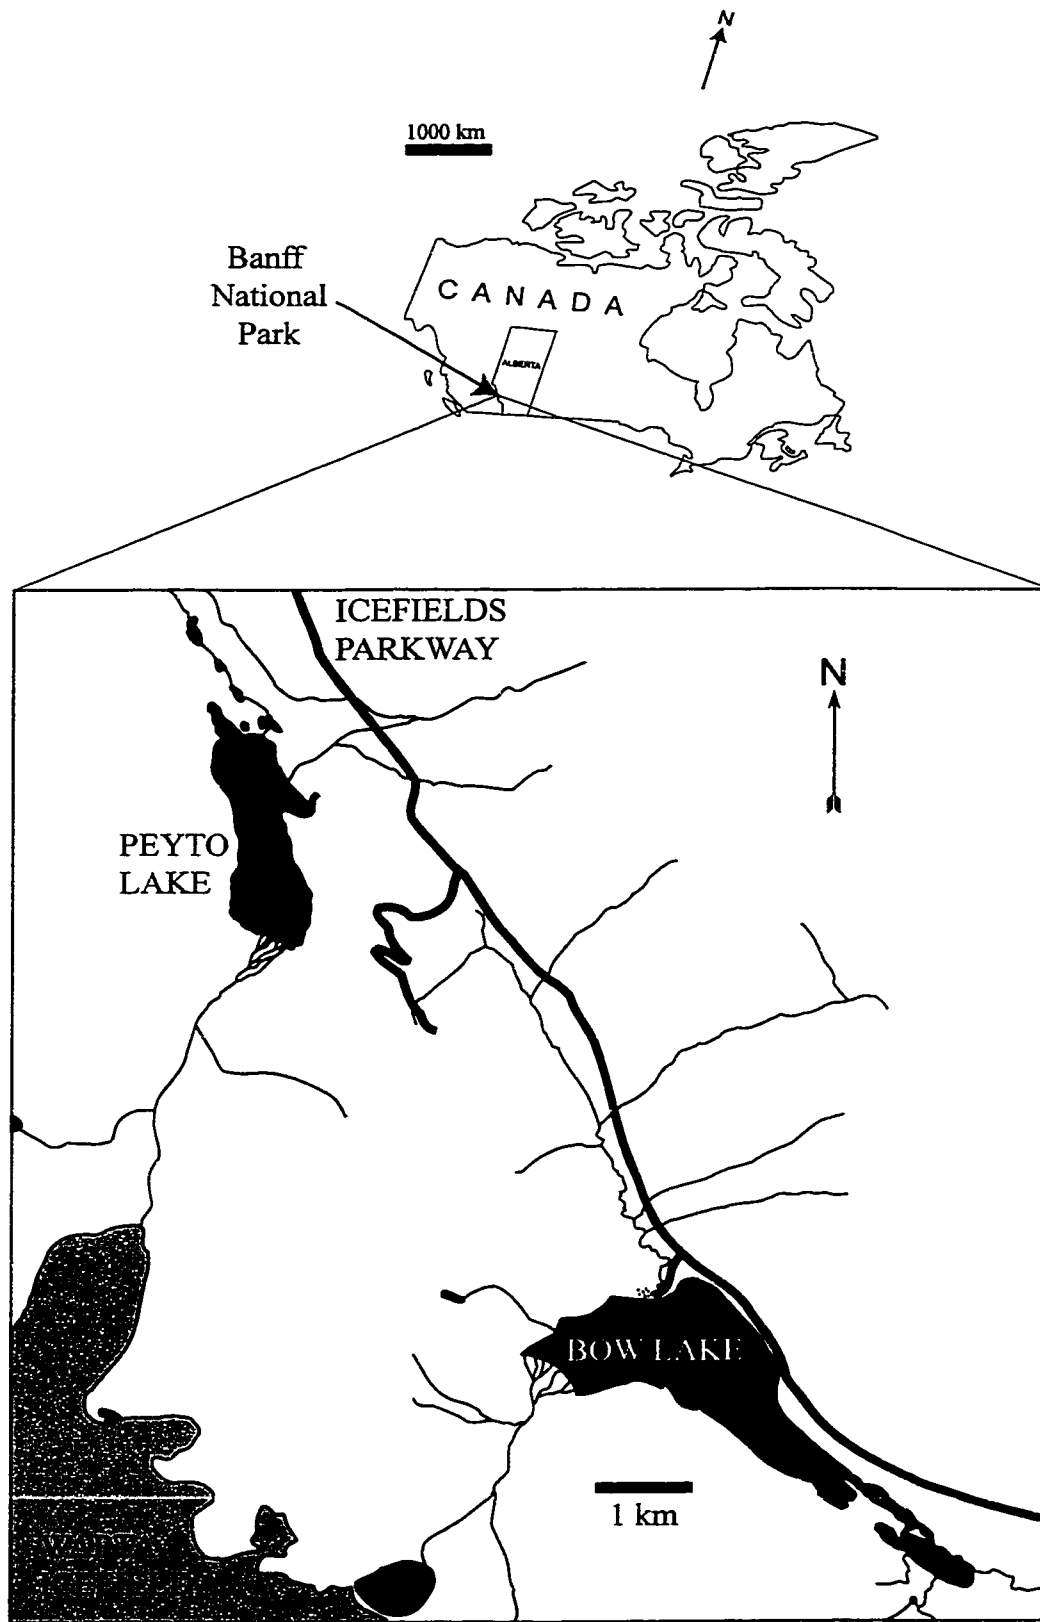 N
1000 km
Banff
National
Park
CANADA
ALBERTA
ICEFIELDS
PARKWAY
N
PEYTO
LAKE
BOW LAKE
1 km